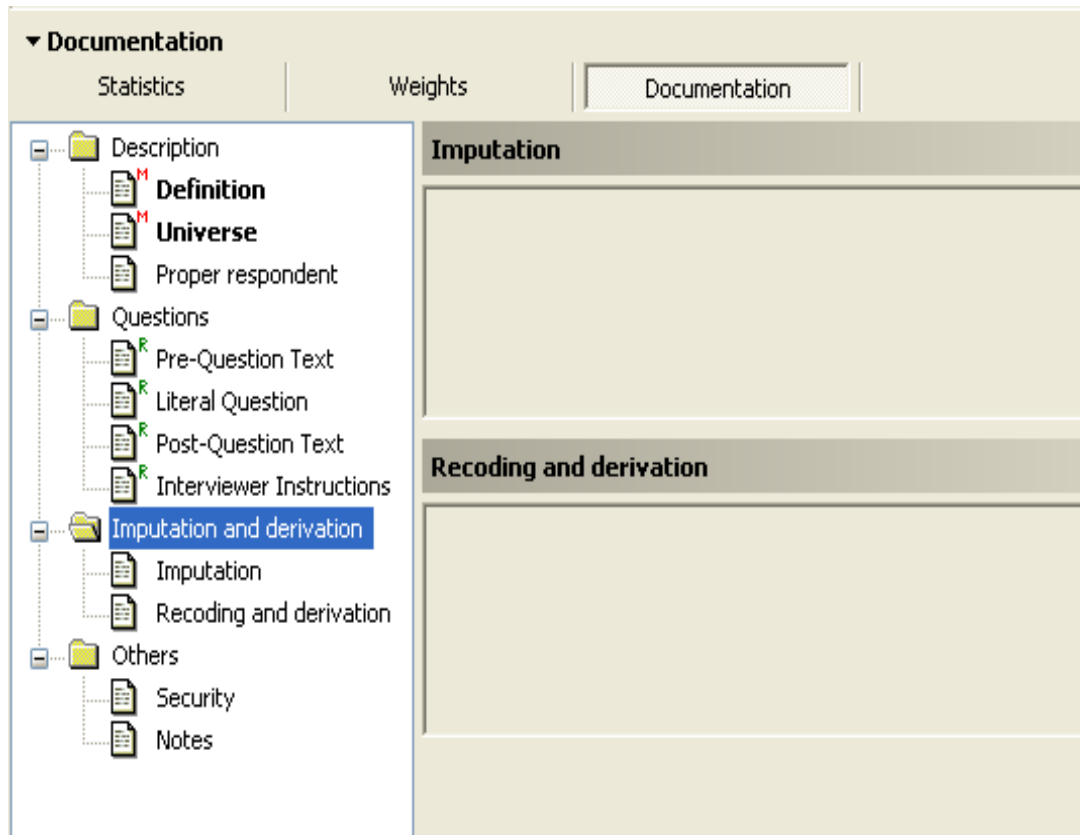 Documentation
Statistics Weights Documentation
Description
M Definition
M Universe
Proper respondent
Questions
R Pre-Question Text
R Literal Question
R Post-Question Text
R Interviewer Instructions
Imputation and derivation
Imputation
Recoding and derivation
Others
Security
Notes
Imputation
Recoding and derivation